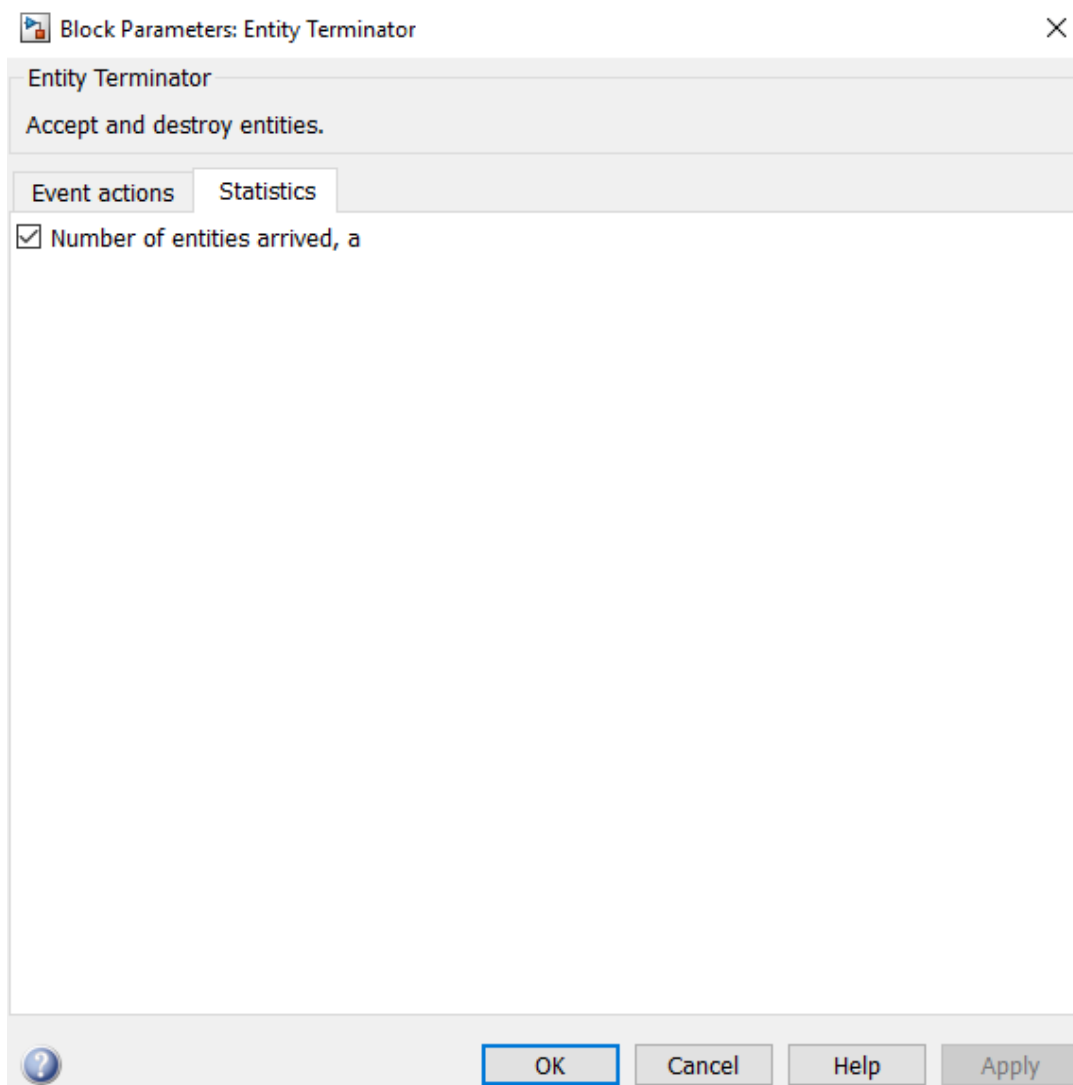 Block Parameters: Entity Terminator
Entity Terminator
Accept and destroy entities.
Event actions Statistics
Number of entities arrived, a
? OK Cancel Help Apply